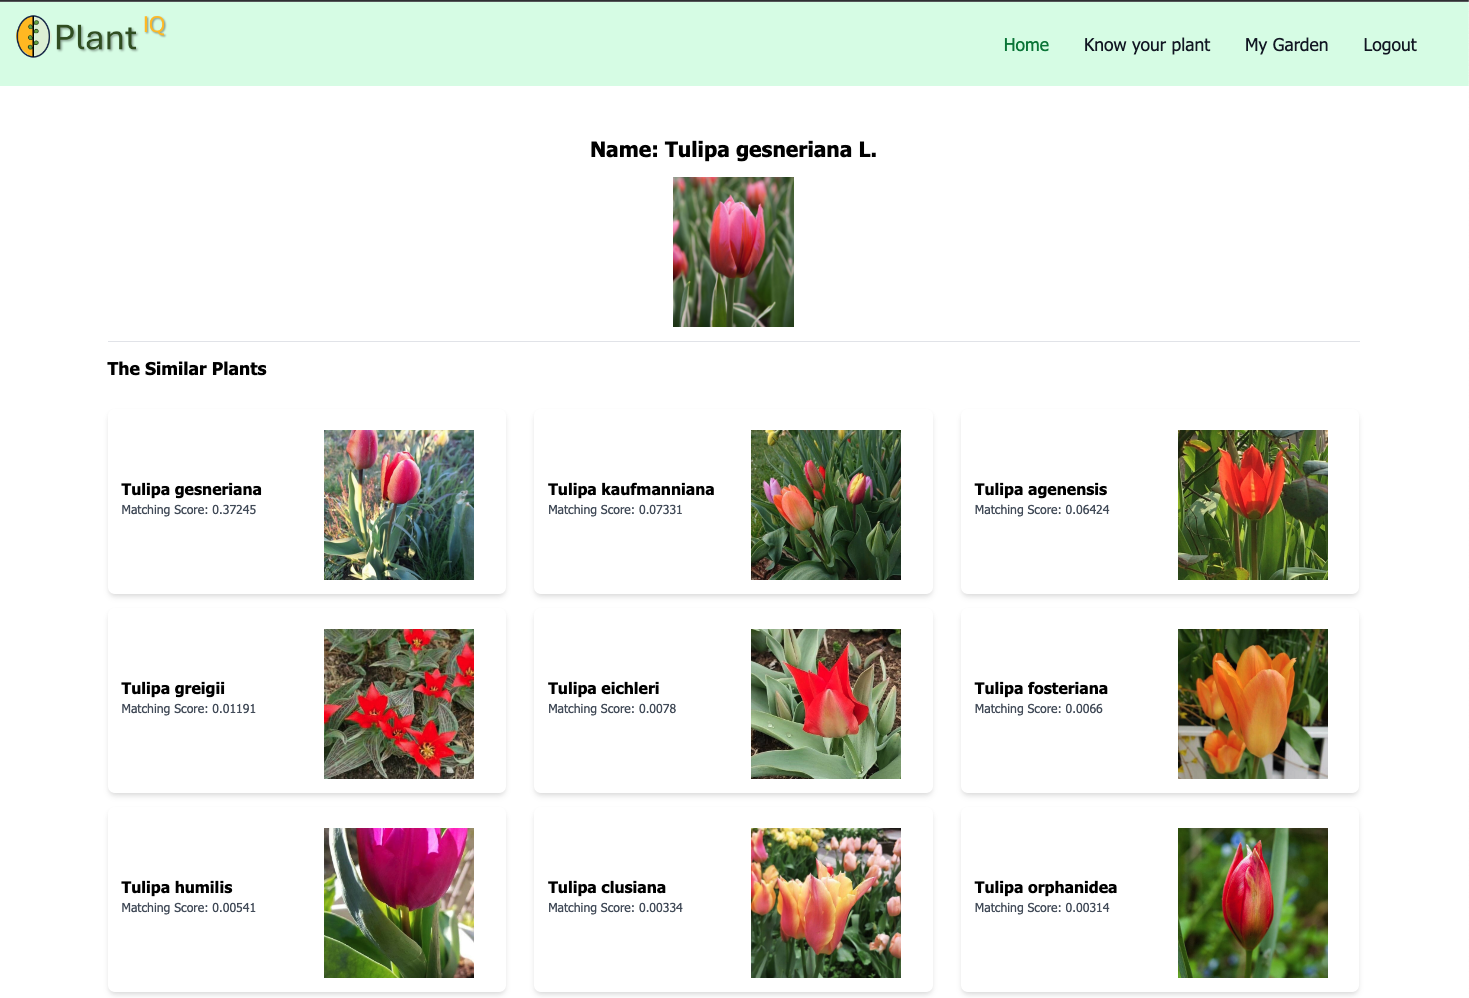 Plant IQ
Home Know your plant My Garden Logout
Name: Tulipa gesneriana L.
The Similar Plants
Tulipa gesneriana
Matching Score: 0.37245
Tulipa kaufmanniana
Matching Score: 0.07331
Tulipa agenensis
Matching Score: 0.06424
Tulipa greigii
Matching Score: 0.01191
Tulipa eichleri
Matching Score: 0.0078
Tulipa fosteriana
Matching Score: 0.0066
Tulipa humilis
Matching Score: 0.00541
Tulipa clusiana
Matching Score: 0.00334
Tulipa orphanidea
Matching Score: 0.00314